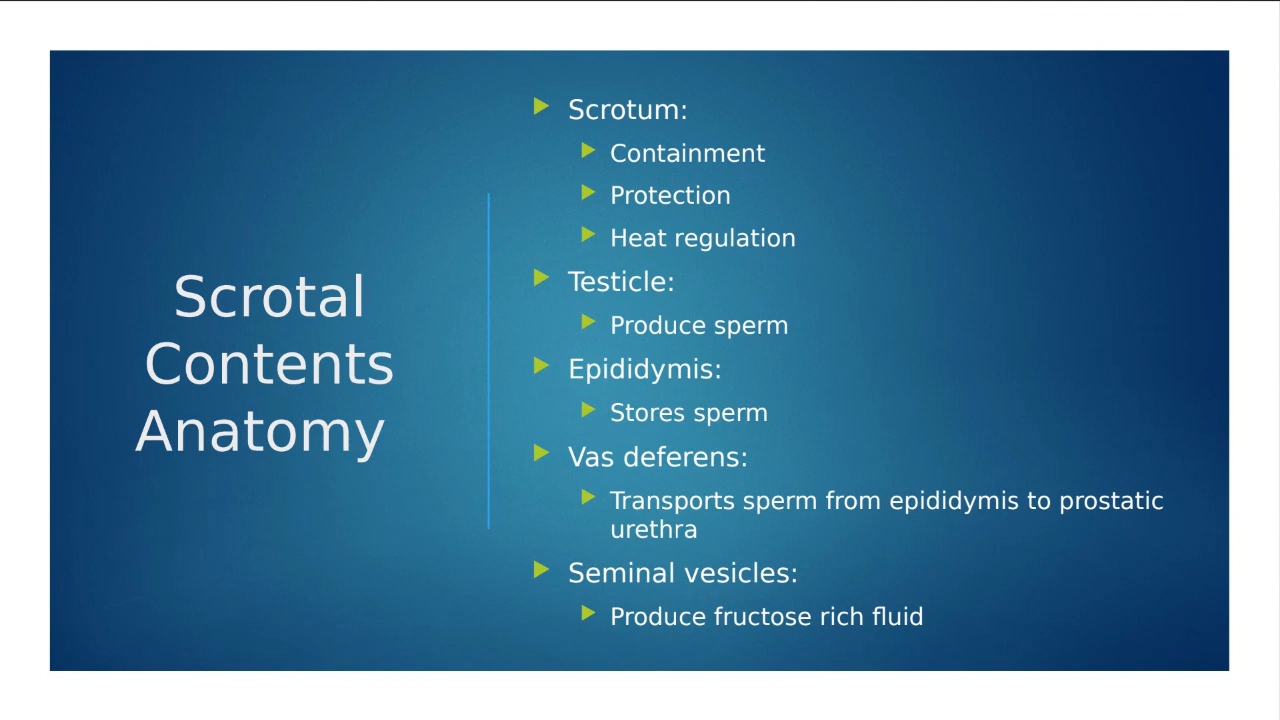 Scrotal
Contents
Anatomy
Scrotum:
Containment
Protection
Heat regulation
Testicle:
Produce sperm
Epididymis:
Stores sperm
Vas deferens:
Transports sperm from epididymis to prostatic
urethra
Seminal vesicles:
Produce fructose rich fluid